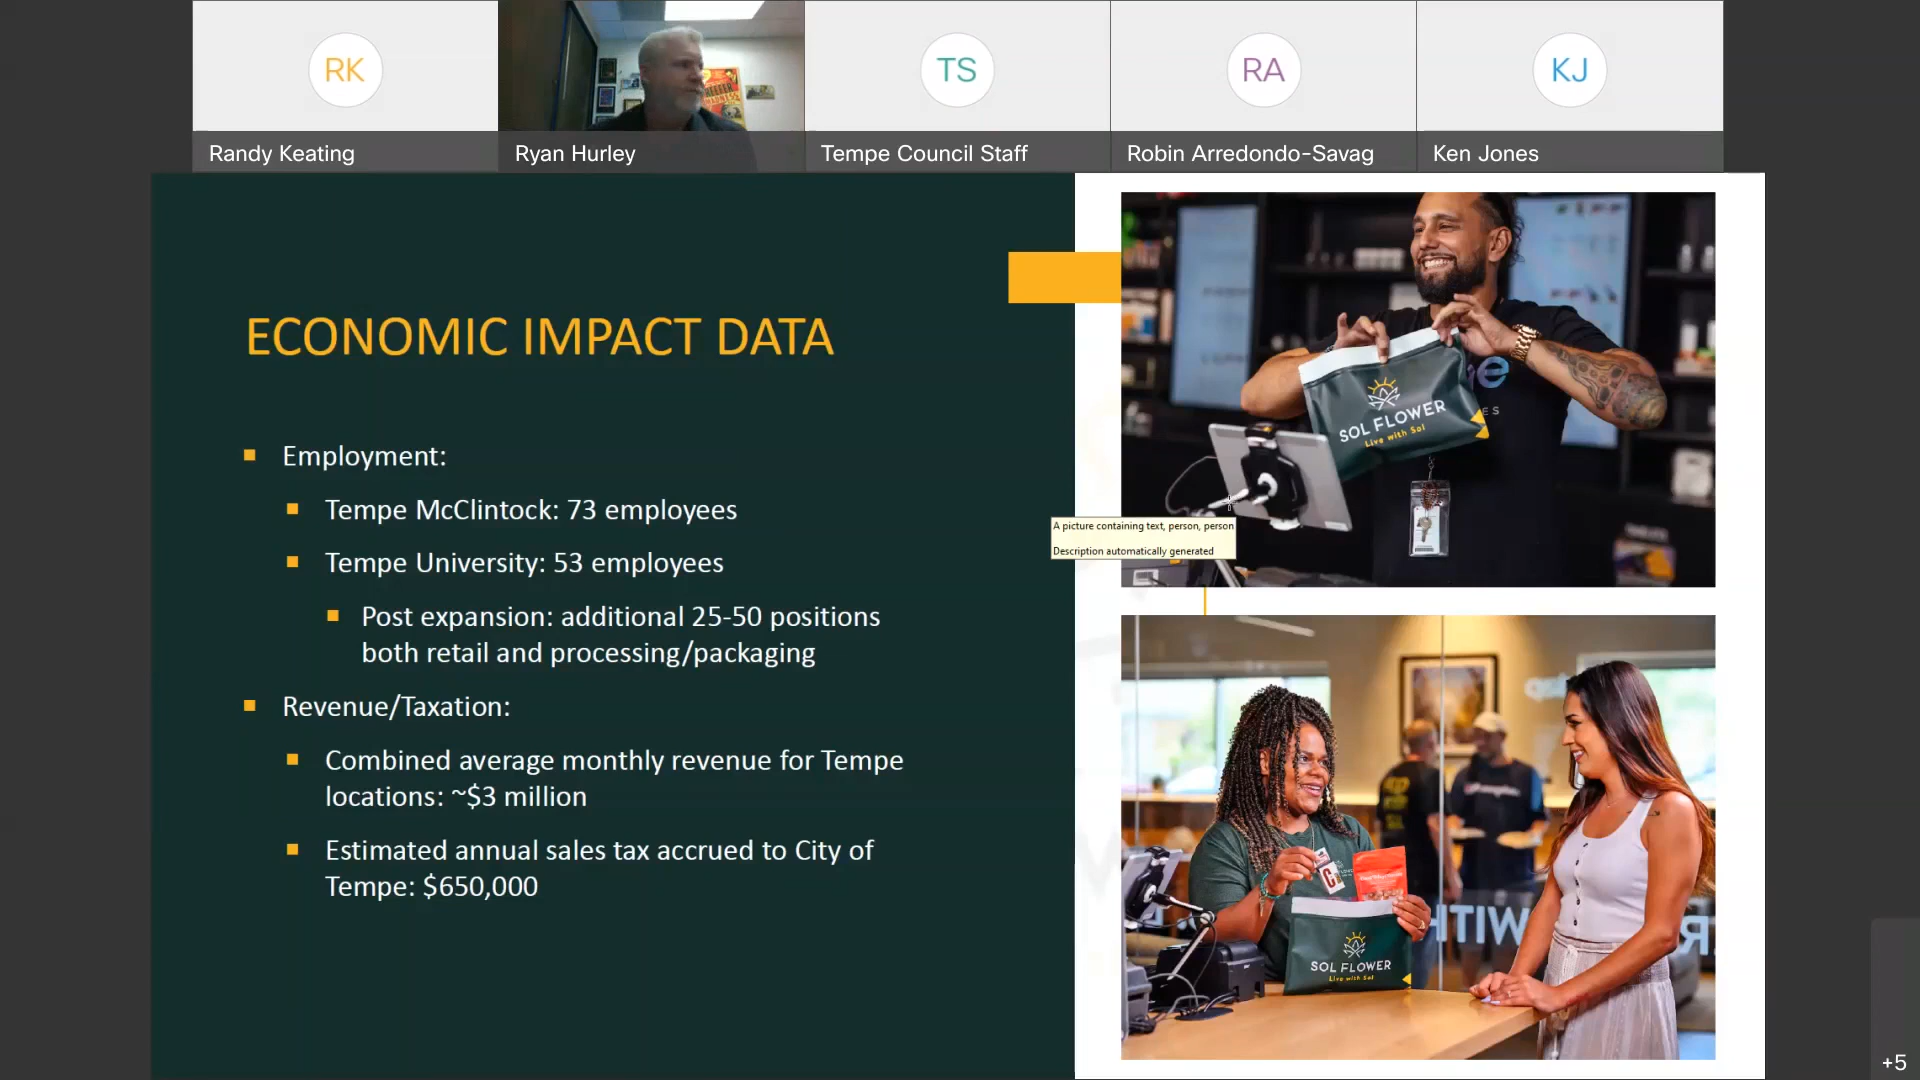 RK
TS
RA
KJ
Randy Keating
Ryan Hurley
Tempe Council Staff
Robin Arredondo-Savag
Ken Jones
ECONOMIC IMPACT DATA
Employment:
Tempe McClintock: 73 employees
Tempe University: 53 employees
Post expansion: additional 25-50 positions
both retail and processing/packaging
Revenue/Taxation:
Combined average monthly revenue for Tempe
locations: ~$3 million
Estimated annual sales tax accrued to City of
Tempe: $650,000
SOL FLOWER
Live with Sol
A picture containing text, person, person
Description automatically generated
SOL FLOWER
Live with Sol
+5